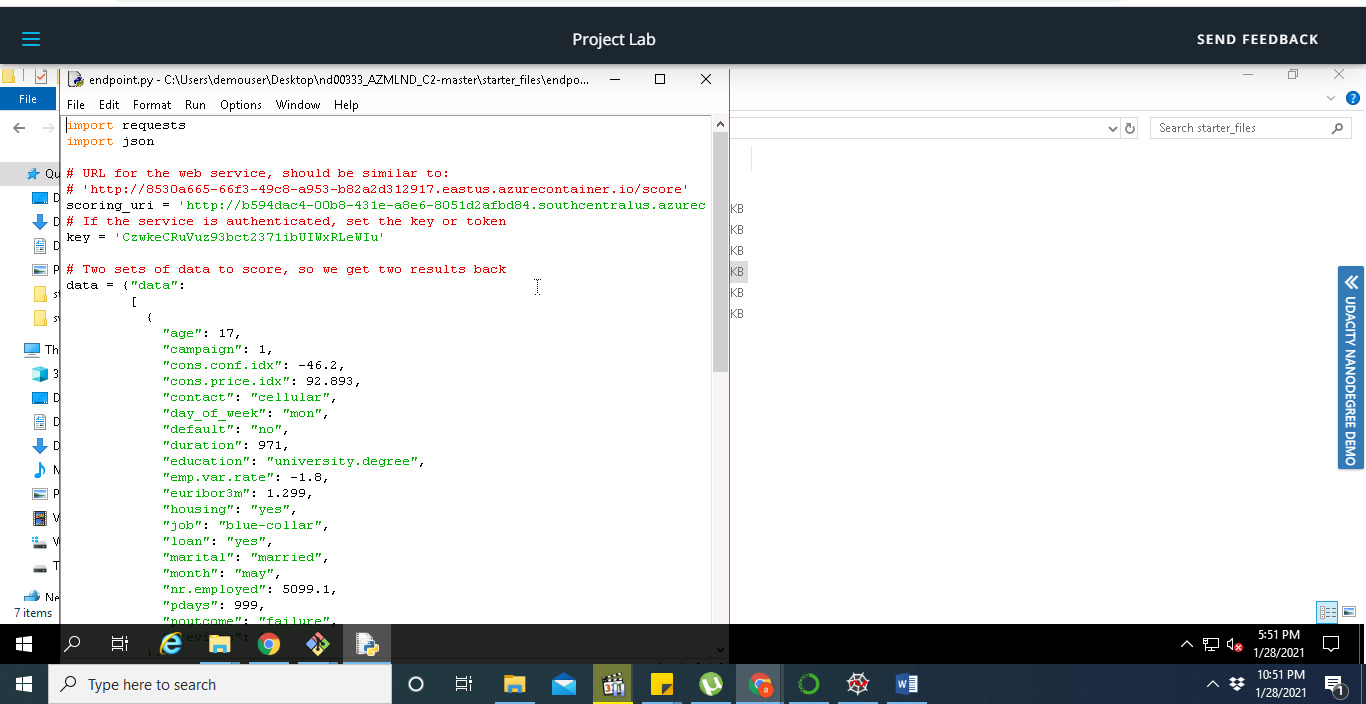 Project Lab
SEND FEEDBACK
endpoint.py - C:\Users\demouser\Desktop\nd00333_AZMLND_C2-master\starter_files\endpo...
File
File Edit Format Run Options Window Help
Search starter_files
import requests
import json
# URL for the web service, should be similar to:
# 'http://8530a665-66f3-49c8-a953-b82a2d312917.eastus.azurecontainer.io/score'
scoring_uri = 'http://b594dac4-00b8-431e-a8e6-8051d2afbd84.southcentralus.azurec
# If the service is authenticated, set the key or token
key = 'CzwkeCRuVuz93bct2371ibUIWxRLeWIu'
# Two sets of data to score, so we get two results back
data = {"data":
[
{
"age": 17,
"campaign": 1,
"cons.conf.idx": -46.2,
"cons.price.idx": 92.893,
"contact": "cellular",
"day_of_week": "mon",
"default": "no",
"duration": 971,
"education": "university.degree",
"emp.var.rate": -1.8,
"euribor3m": 1.299,
"housing": "yes",
"job": "blue-collar",
"loan": "yes",
"marital": "married",
"month": "may",
"nr.employed": 5099.1,
"pdays": 999,
"poutcome": "failure",
KB
KB
KB
KB
KB
KB
UDACITY NANODEGREE DEMO
7 items
5:51 PM
1/28/2021
Type here to search
10:51 PM
1/28/2021
1